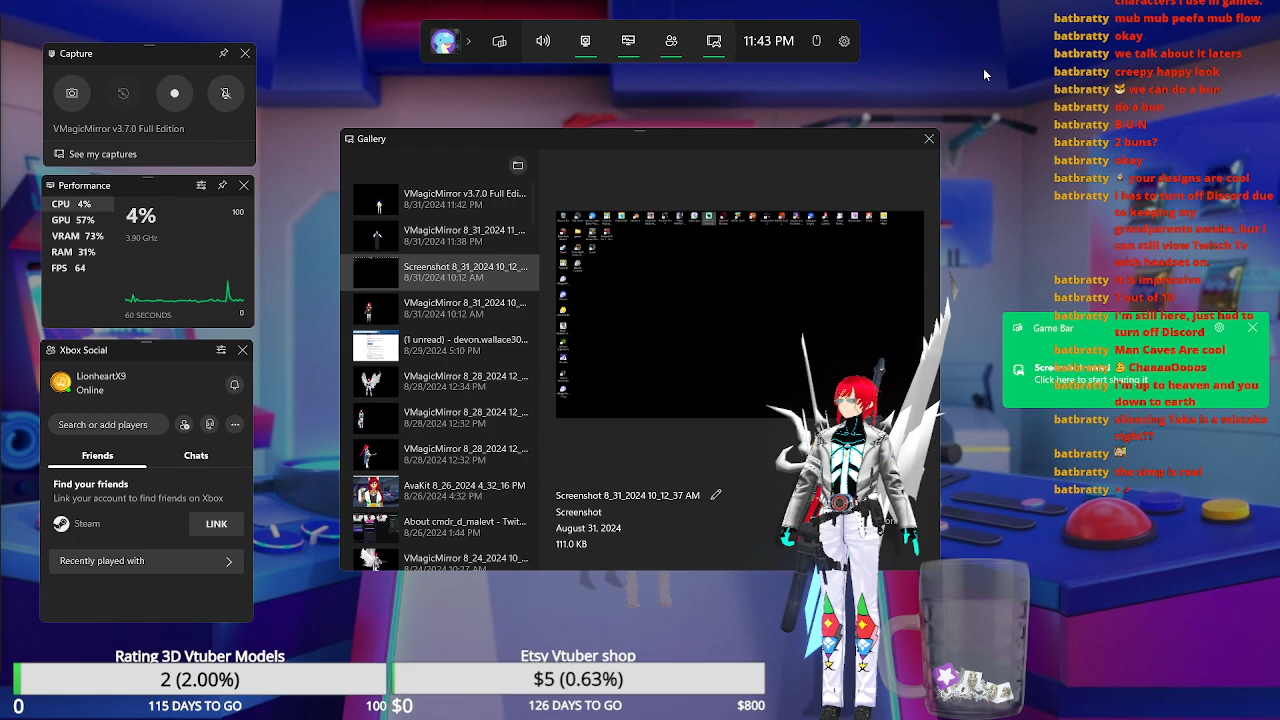 Capture
VMagicMirror v3.7.0 Full Edition
See my captures
Performance
CPU 4%
GPU 57%
VRAM 73%
RAM 31%
FPS 64
4%
3.90 GHz
100
60 SECONDS
0
Xbox Social
LionheartX9
Online
Search or add players
Friends
Chats
Find your friends
Link your account to find friends on Xbox
Steam
LINK
Recently played with
11:43 PM
Gallery
VMagicMirror v3.7.0 Full Edit...
8/31/2024 11:42 PM
VMagicMirror 8_31_2024 11_...
8/31/2024 11:38 PM
Screenshot 8_31_2024 10_12_...
8/31/2024 10:12 AM
VMagicMirror 8_31_2024 10_...
8/31/2024 10:12 AM
8/29/2024 5:10 PM
VMagicMirror 8_28_2024 12_...
8/28/2024 12:34 PM
VMagicMirror 8_28_2024 12_...
8/28/2024 12:32 PM
VMagicMirror 8_28_2024 12_...
8/28/2024 12:32 PM
AvaKit 8_26_2024 4_32_16 PM
8/26/2024 4:32 PM
About cmdr_d_malevt - Twit...
8/26/2024 1:44 PM
VMagicMirror 8_24_2024 10_...
8/24/2024 10:27 AM
Screenshot 8_31_2024 10_12_37 AM
Screenshot
August 31, 2024
111.0 KB
characters I use in games.
batbratty mub mub peefa mub flow
batbratty okay
batbratty we talk about it laters
batbratty creepy happy look
batbratty we can do a bun
batbratty do a bun
batbratty B-U-N
batbratty 2 buns?
batbratty okay
batbratty your designs are cool
batbratty I has to turn off Discord due
to keeping my
grandparents awake, but I
can still view Twitch Tv
with headset on.
batbratty it is impressive
batbratty 7 out of 10
batbratty I'm still here, just had to
turn off Discord
batbratty Man Caves Are cool
batbratty ChaaaaOooos
batbratty I'm up to heaven and you
down to earth
batbratty silencing Yaka is a mistake
right??
batbratty
batbratty the simp is real
batbratty >.>
Game Bar
Click here to start sharing it
Rating 3D Vtuber Models
2 (2.00%)
0
115 DAYS TO GO
100
Etsy Vtuber shop
$5 (0.63%)
$0
126 DAYS TO GO
$800